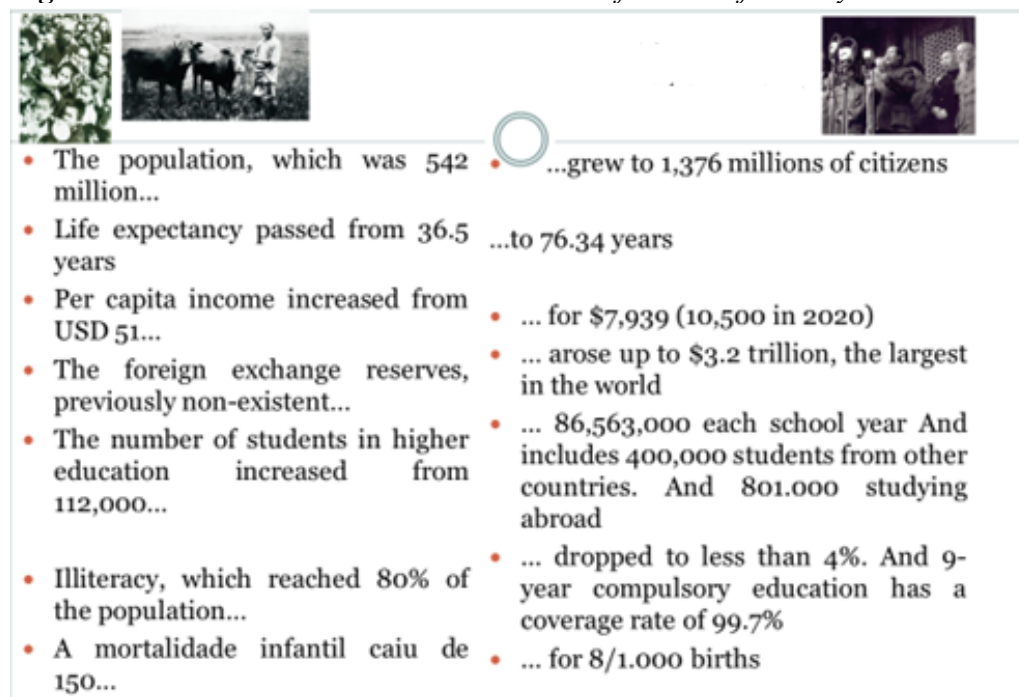 • The population, which was 542
million...
• Life expectancy passed from 36.5
years
• Per capita income increased from
USD 51...
• The foreign exchange reserves,
previously non-existent...
• The number of students in higher
education increased from
112,000...
• Illiteracy, which reached 80% of
the population...
• A mortalidade infantil caiu de
150...
• ...grew to 1,376 millions of citizens
...to 76.34 years
• ... for $7,939 (10,500 in 2020)
• ... arose up to $3.2 trillion, the largest
in the world
• ... 86,563,000 each school year And
includes 400,000 students from other
countries. And 801.000 studying
abroad
• ... dropped to less than 4%. And 9-
year compulsory education has a
coverage rate of 99.7%
• ... for 8/1.000 births